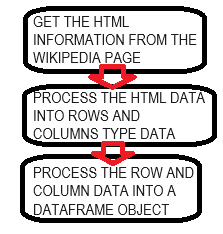 GET THE HTML
INFORMATION FROM THE
WIKIPEDIA PAGE
PROCESS THE HTML DATA
INTO ROWS AND
COLUMNS TYPE DATA
PROCESS THE ROW AND
COLUMN DATA INTO A
DATAFRAME OBJECT